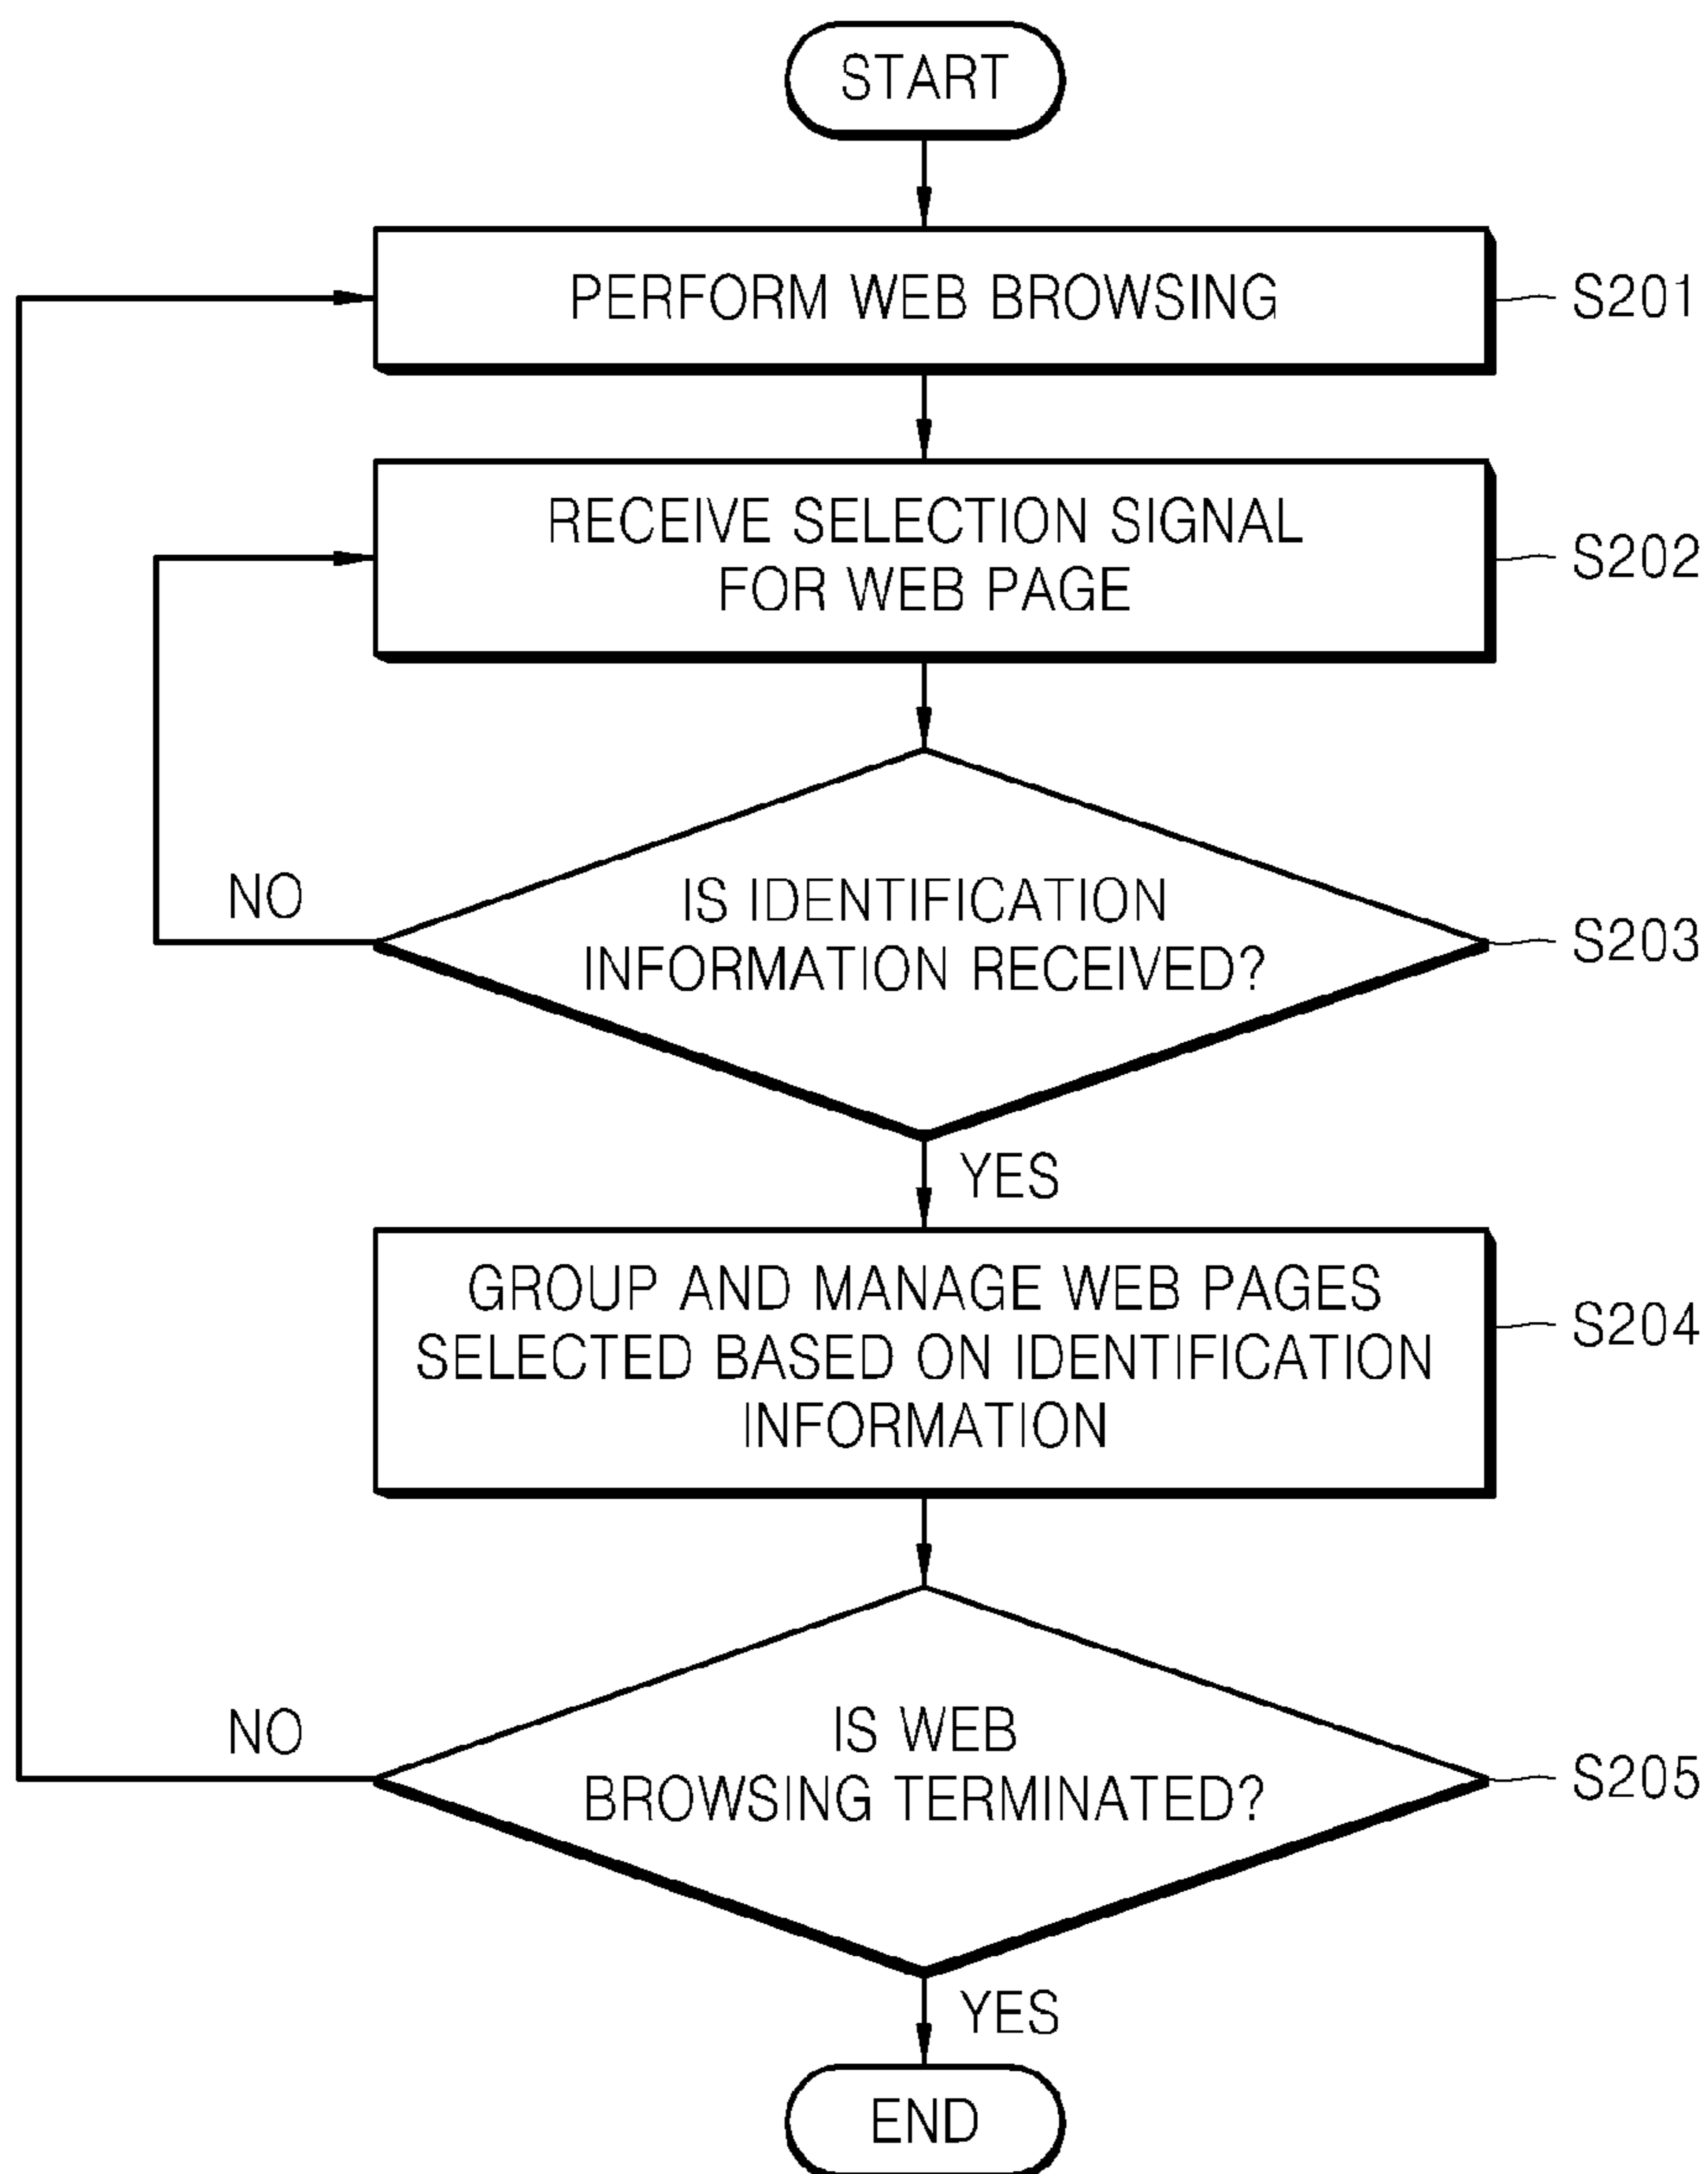 START
PERFORM WEB BROWSING
S201
RECEIVE SELECTION SIGNAL
FOR WEB PAGE
S202
NO
IS IDENTIFICATION
INFORMATION RECEIVED?
S203
YES
GROUP AND MANAGE WEB PAGES
SELECTED BASED ON IDENTIFICATION
INFORMATION
S204
NO
IS WEB
BROWSING TERMINATED?
S205
YES
END